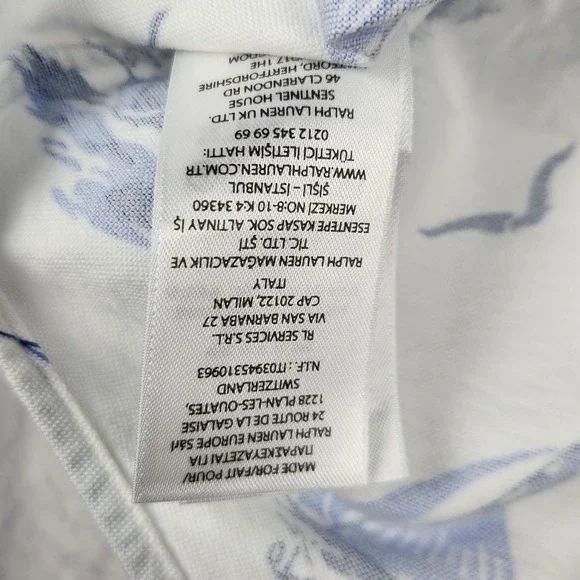 MADE FOR/FAIT POUR/
ΠΑΡΑΣΚΕΥΑΖΕΤΑΙ ΓΙΑ
RALPH LAUREN EUROPE Sàrl
24 ROUTE DE LA GALAISE
1228 PLAN-LES-OUATES,
SWITZERLAND
N.I.F. : IT03945310963
RL SERVICES S.R.L.
VIA SAN BARNABA 27
CAP 20122, MILAN
ITALY
RALPH LAUREN MAĞAZACILIK VE
TİC. LTD. ŞTİ
ESENTEPE KASAP SOK. ALTINAY İŞ
MERKEZİ NO:8-10 K:4 34360
ŞİŞLİ - ISTANBUL
WWW.RALPHLAUREN.COM.TR
TÜKETİCİ İLETİŞİM HATTI:
0212 345 69 69
RALPH LAUREN UK LTD.
SENTINEL HOUSE
46 CLARENDON RD
HERTFORDSHIRE
1HE